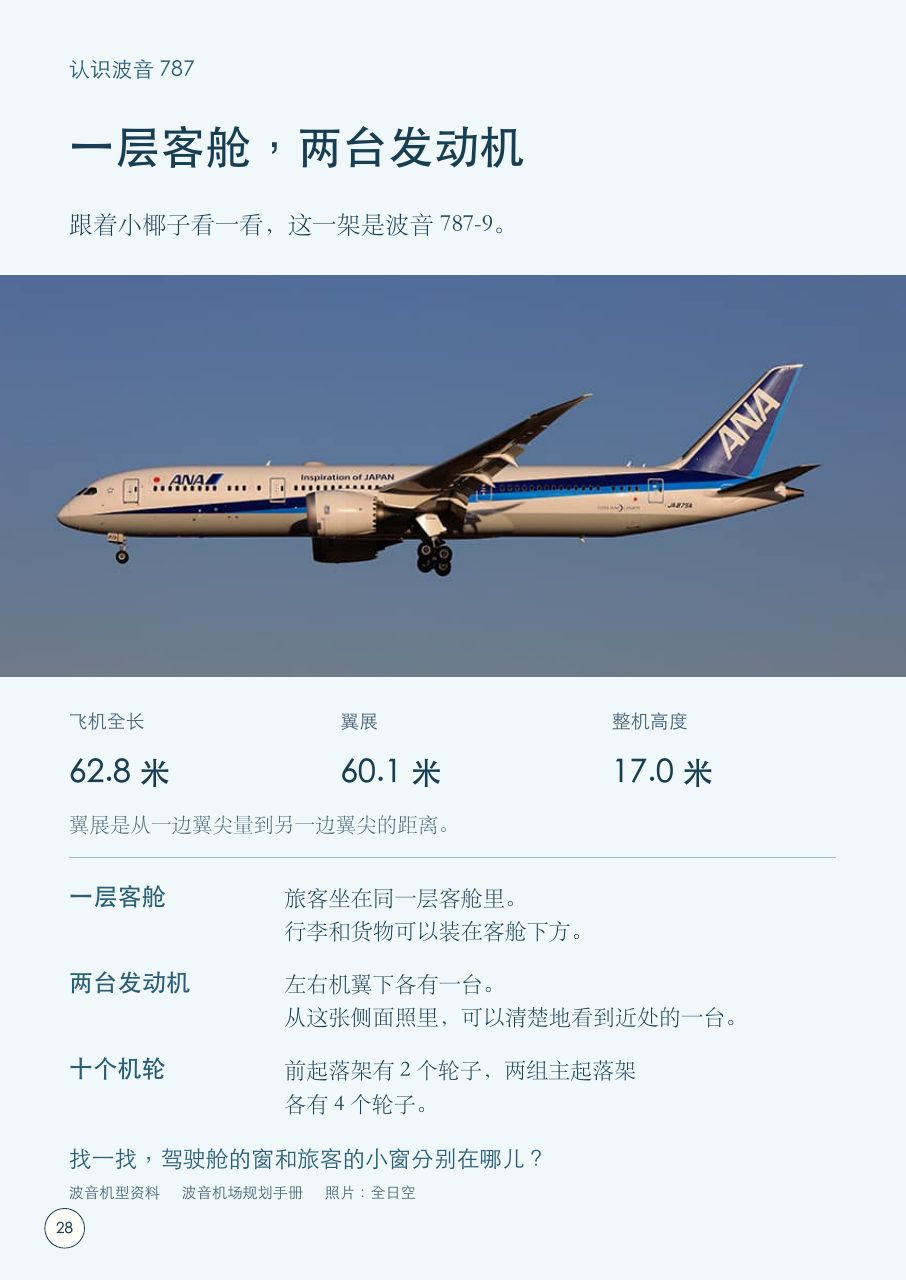 认识波音 787
一层客舱，两台发动机
跟着小椰子看一看，这一架是波音 787-9。
ANA
ANA
Inspiration of JAPAN
JA875A
飞机全长
翼展
整机高度
62.8 米
60.1 米
17.0 米
翼展是从一边翼尖量到另一边翼尖的距离。
一层客舱
旅客坐在同一层客舱里。
行李和货物可以装在客舱下方。
两台发动机
左右机翼下各有一台。
从这张侧面照里，可以清楚地看到近处的一台。
十个机轮
前起落架有 2 个轮子，两组主起落架
各有 4 个轮子。
找一找，驾驶舱的窗和旅客的小窗分别在哪儿？
波音机型资料 波音机场规划手册 照片：全日空
28